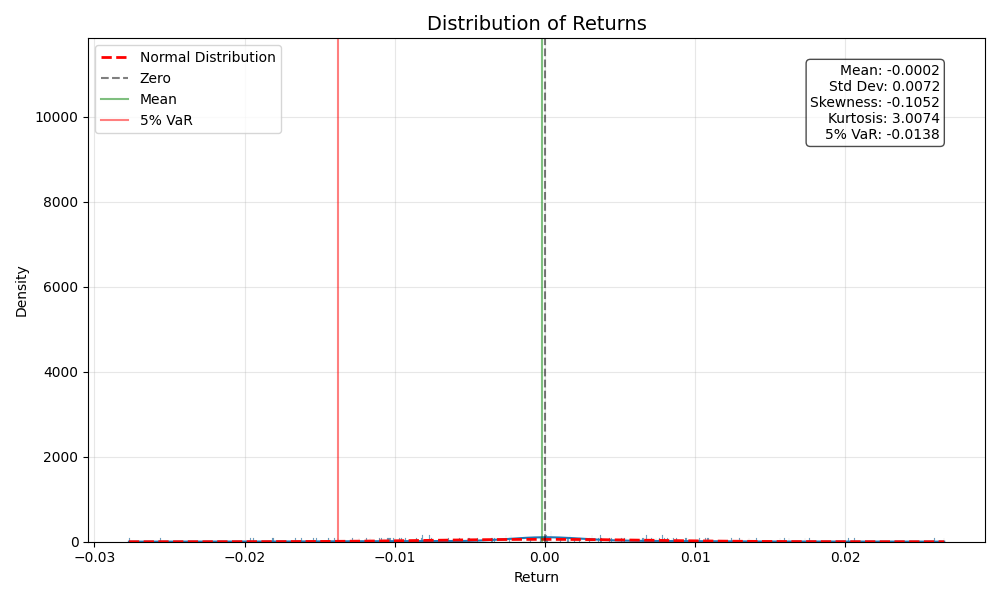 Distribution of Returns
Normal Distribution
Zero
Mean
5% VaR
Mean: -0.0002
Std Dev: 0.0072
Skewness: -0.1052
Kurtosis: 3.0074
5% VaR: -0.0138
10000
8000
6000
4000
2000
0
Density
−0.03
−0.02
−0.01
0.00
0.01
0.02
Return